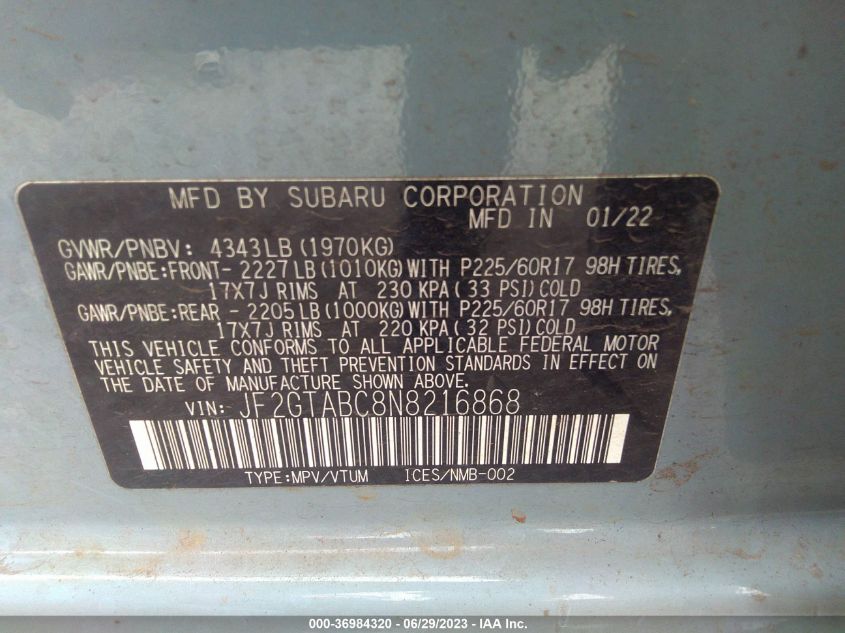 MFD BY SUBARU CORPORATION
MFD IN 01/22
GVWR/PNBV: 4343LB (1970KG)
GAWR/PNBE:FRONT- 2227 LB (1010KG) WITH P225/60R17 98H TIRES,
17X7J RIMS AT 230 KPA ( 33 PSI) COLD
GAWR/PNBE:REAR - 2205 LB (1000KG) WITH P225/60R17 98H TIRES,
17X7J RIMS AT 220 KPA ( 32 PSI) COLD
THIS VEHICLE CONFORMS TO ALL APPLICABLE FEDERAL MOTOR
VEHICLE SAFETY AND THEFT PREVENTION STANDARDS IN EFFECT ON
THE DATE OF MANUFACTURE SHOWN ABOVE.
VIN: JF2GTABC8N8216868
TYPE:MPV/VTUM ICES/NMB-002
000-36984320 - 06/29/2023 - IAA Inc.